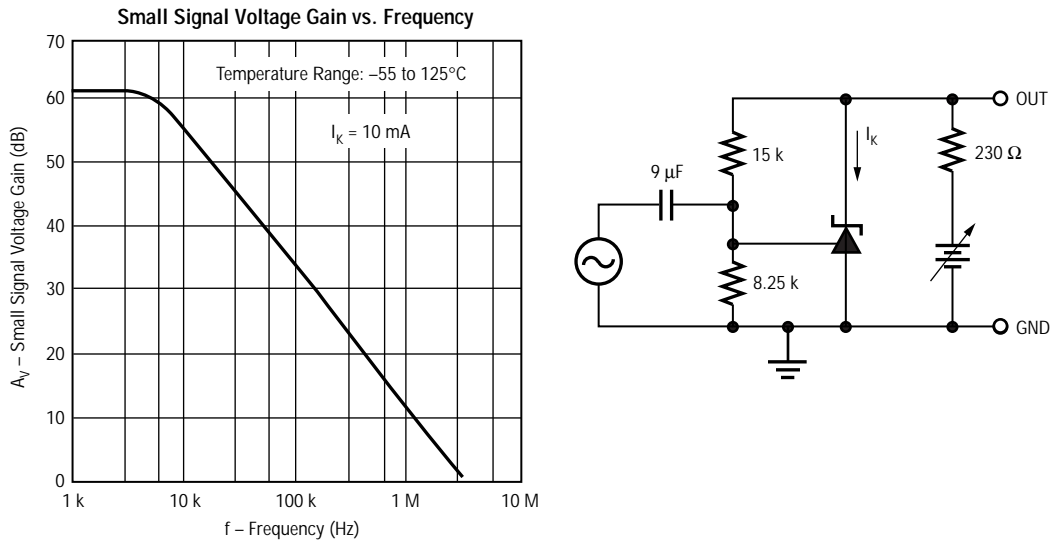 Small Signal Voltage Gain vs. Frequency
70
60
50
40
30
20
10
0
A_V – Small Signal Voltage Gain (dB)
Temperature Range: –55 to 125°C
I_K = 10 mA
1 k
10 k
100 k
1 M
10 M
f – Frequency (Hz)
OUT
15 k
I_K
230 Ω
9 μF
8.25 k
GND